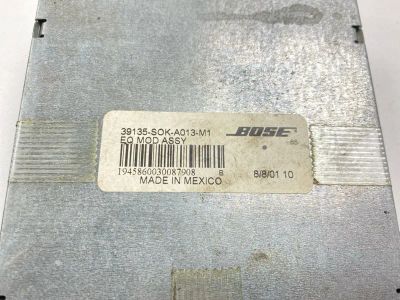 39135-SOK-A013-M1
EQ MOD ASSY
BOSE
1945860030087908
B
8/8/01 10
MADE IN MEXICO